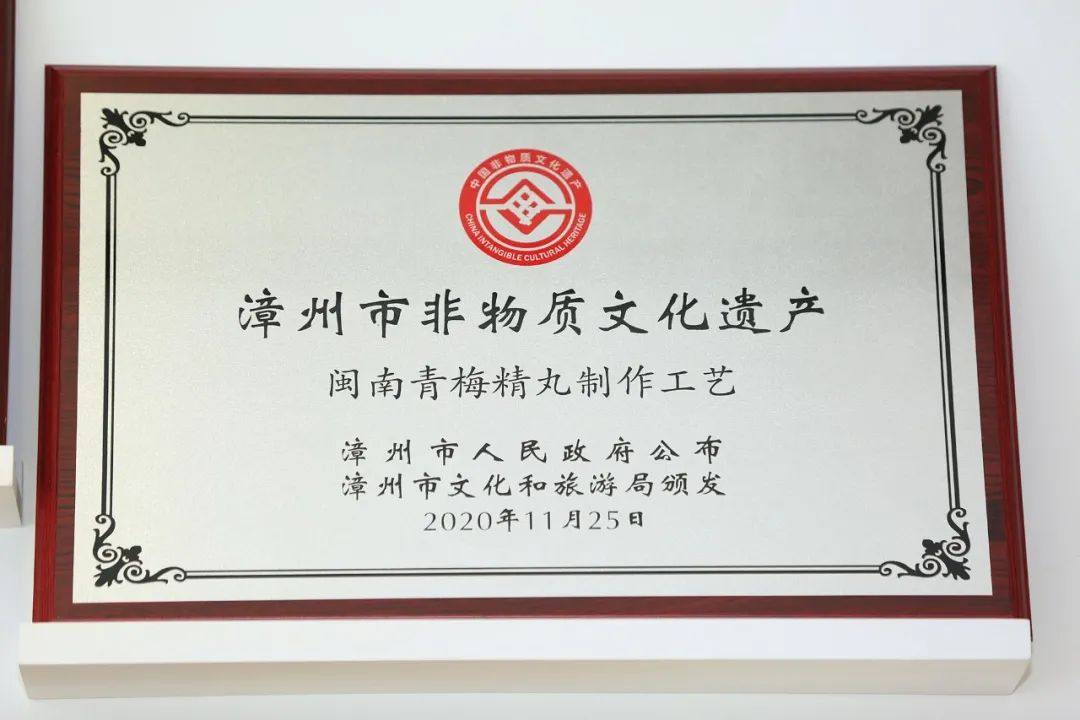 中国非物质文化遗产
CHINA INTANGIBLE CULTURAL HERITAGE
漳州市非物质文化遗产
闽南青梅精丸制作工艺
漳州市人民政府公布
漳州市文化和旅游局颁发
2020年11月25日